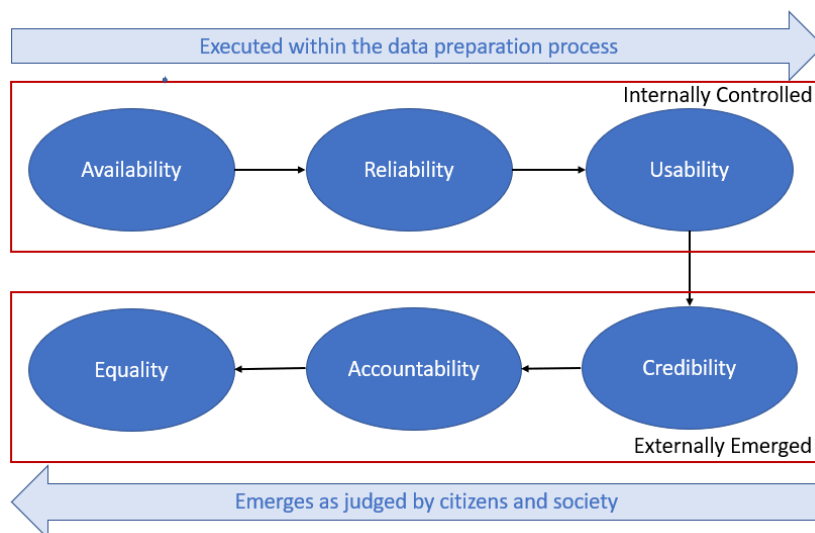 Executed within the data preparation process
Internally Controlled
Availability
Reliability
Usability
Equality
Accountability
Credibility
Externally Emerged
Emerges as judged by citizens and society